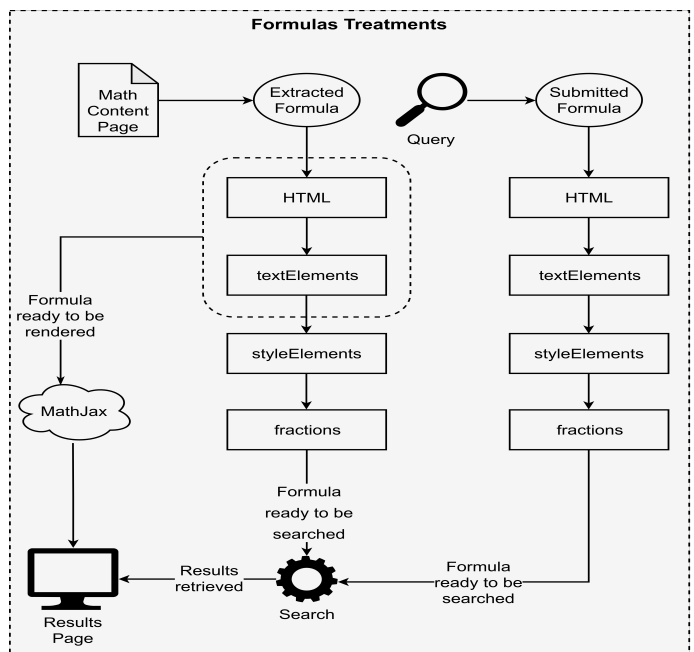 Formulas Treatments
Math
Content
Page
Extracted
Formula
Query
Submitted
Formula
HTML
HTML
textElements
textElements
Formula
ready to be
rendered
styleElements
styleElements
MathJax
fractions
fractions
Formula
ready to be
searched
Results
retrieved
Formula
ready to be
searched
Search
Results
Page